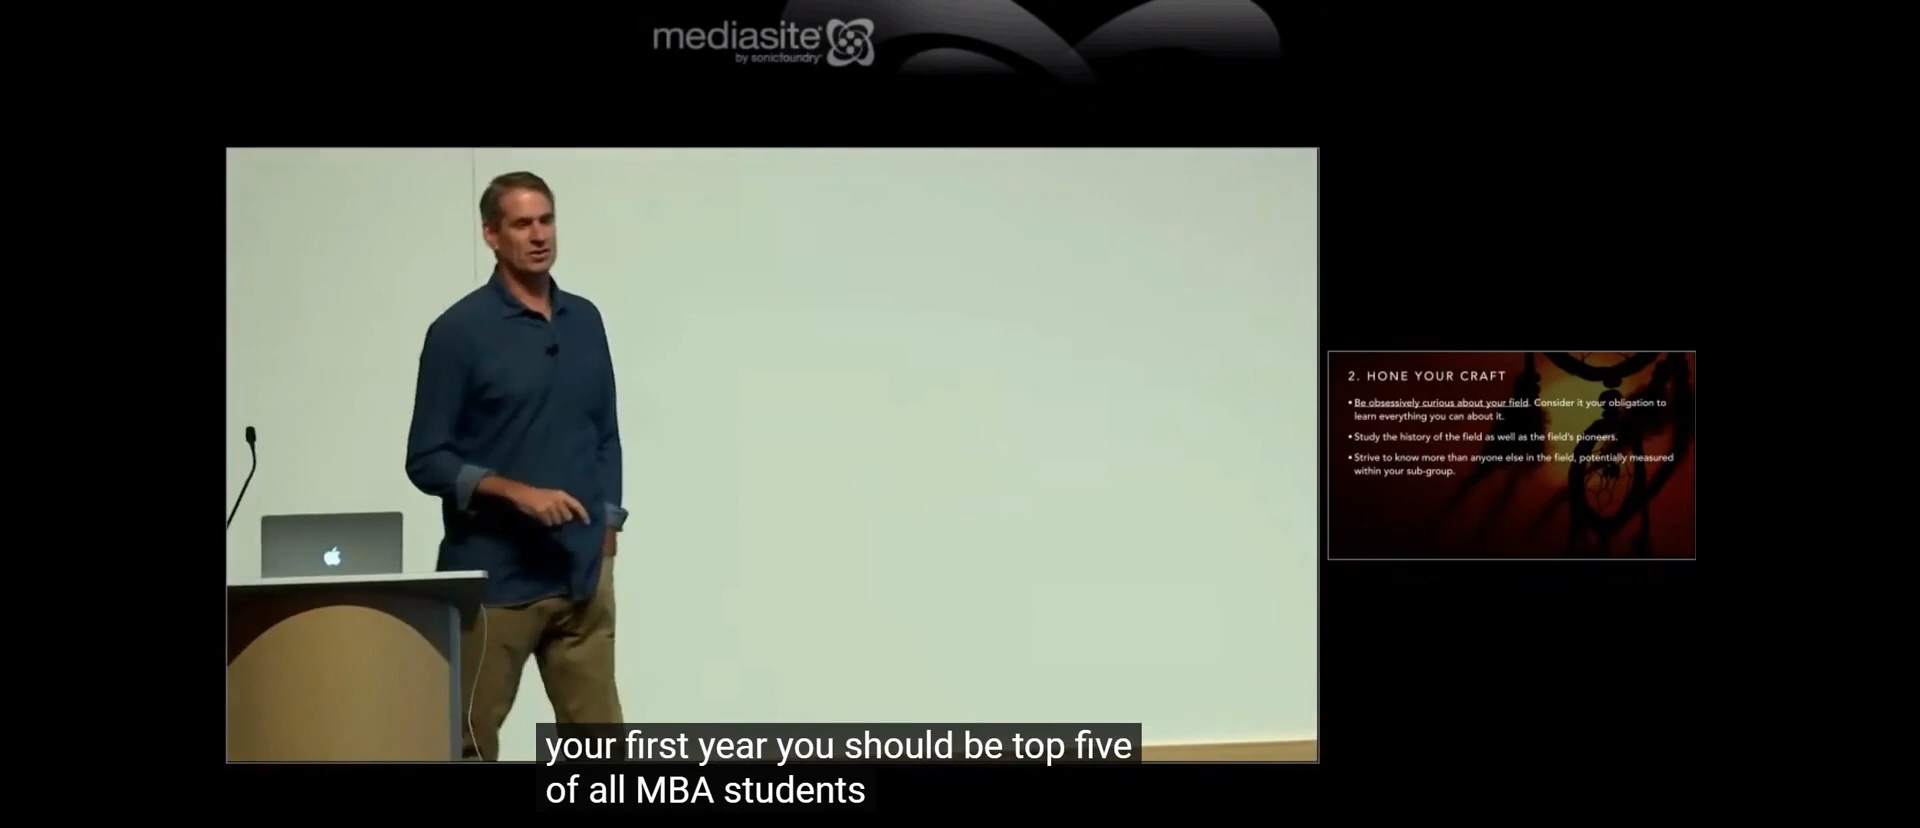 mediasite
by sonicfoundry
2. HONE YOUR CRAFT
• Be obsessively curious about your field. Consider it your obligation to
learn everything you can about it.
• Study the history of the field as well as the field's pioneers.
• Strive to know more than anyone else in the field, potentially measured
within your sub-group.
your first year you should be top five
of all MBA students